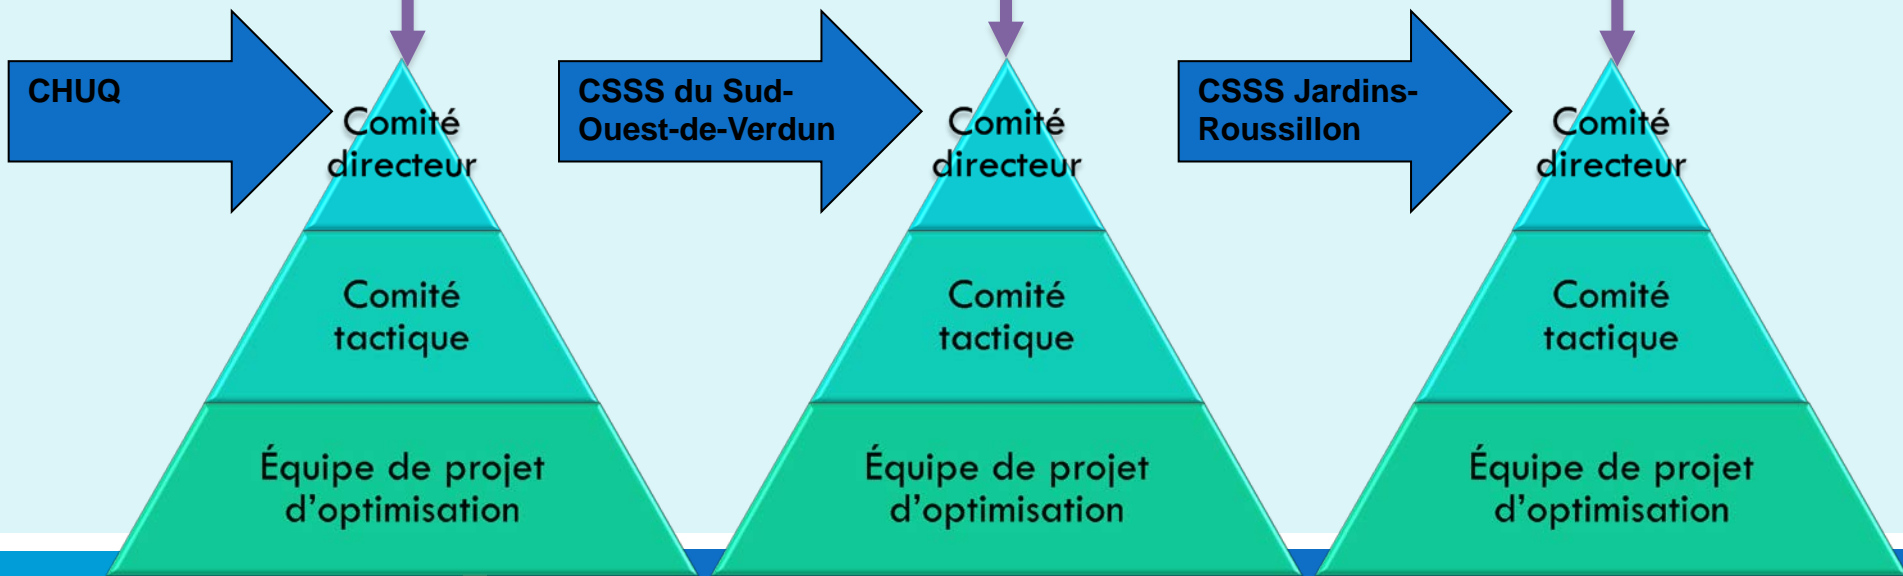 CHUQ
Comité
directeur
Comité
tactique
Équipe de projet
d'optimisation
CSSS du Sud-
Ouest-de-Verdun
Comité
directeur
Comité
tactique
Équipe de projet
d'optimisation
CSSS Jardins-
Roussillon
Comité
directeur
Comité
tactique
Équipe de projet
d'optimisation